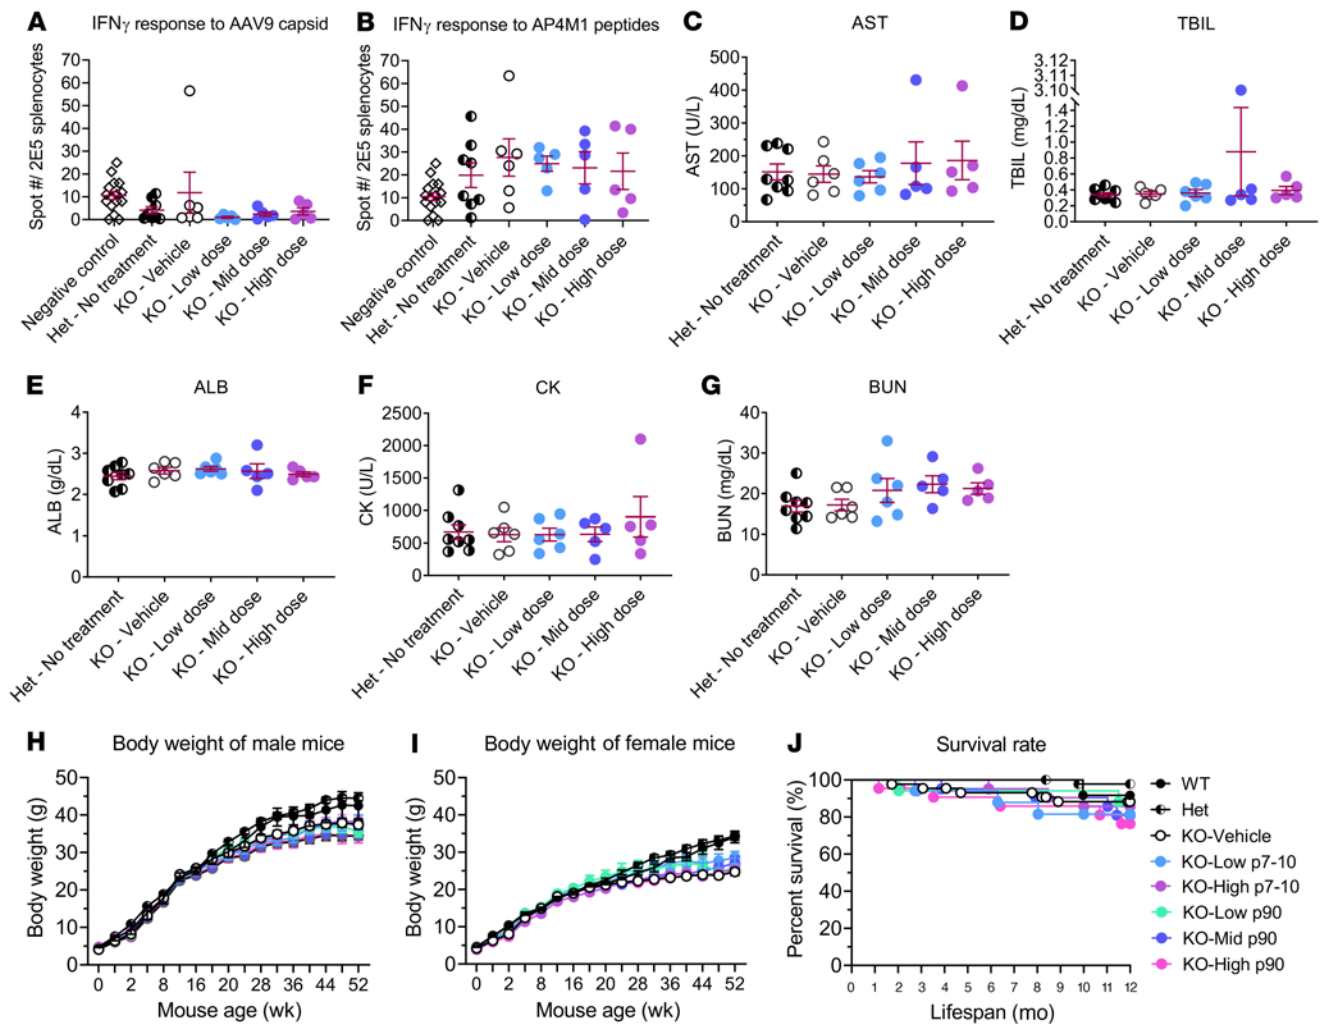 A IFNγ response to AAV9 capsid
Spot #/ 2E5 splenocytes
70
60
50
40
30
20
10
0
Negative control
Het - No treatment
KO - Vehicle
KO - Low dose
KO - Mid dose
KO - High dose
B IFNγ response to AP4M1 peptides
Spot #/ 2E5 splenocytes
70
60
50
40
30
20
10
0
Negative control
Het - No treatment
KO - Vehicle
KO - Low dose
KO - Mid dose
KO - High dose
C AST
AST (U/L)
500
400
300
200
100
0
Het - No treatment
KO - Vehicle
KO - Low dose
KO - Mid dose
KO - High dose
D TBIL
TBIL (mg/dL)
3.12
3.11
3.10
1.4
1.2
1.0
0.8
0.6
0.4
0.2
0.0
Het - No treatment
KO - Vehicle
KO - Low dose
KO - Mid dose
KO - High dose
E ALB
ALB (g/dL)
4
3
2
1
0
Het - No treatment
KO - Vehicle
KO - Low dose
KO - Mid dose
KO - High dose
F CK
CK (U/L)
2500
2000
1500
1000
500
0
Het - No treatment
KO - Vehicle
KO - Low dose
KO - Mid dose
KO - High dose
G BUN
BUN (mg/dL)
40
30
20
10
0
Het - No treatment
KO - Vehicle
KO - Low dose
KO - Mid dose
KO - High dose
H Body weight of male mice
Body weight (g)
50
40
30
20
10
0
0 2 8 12 20 28 36 44 52
Mouse age (wk)
I Body weight of female mice
Body weight (g)
50
40
30
20
10
0
0 2 8 12 20 28 36 44 52
Mouse age (wk)
J Survival rate
Percent survival (%)
100
80
60
40
20
0
0 1 2 3 4 5 6 7 8 9 10 11 12
Lifespan (mo)
WT
Het
KO-Vehicle
KO-Low p7-10
KO-High p7-10
KO-Low p90
KO-Mid p90
KO-High p90